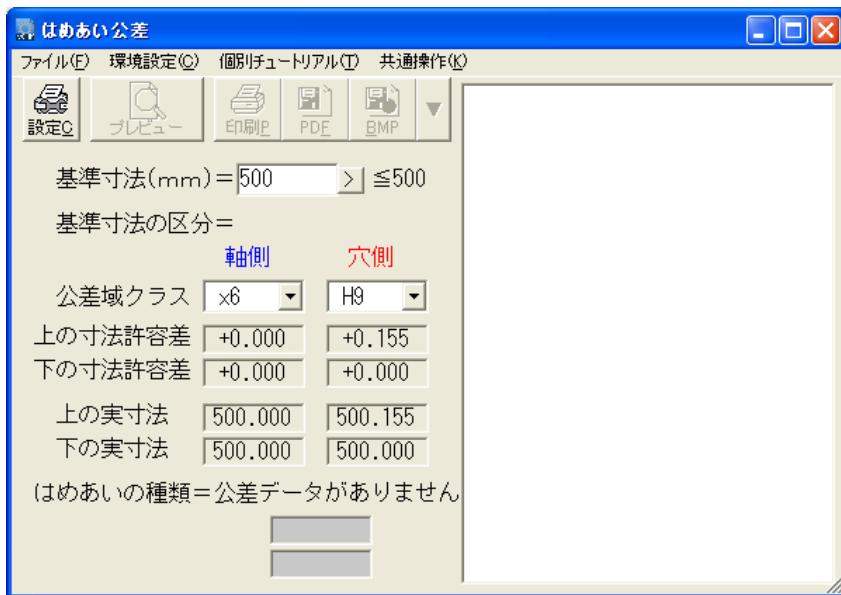 はめあい公差
ファイル(F) 環境設定(C) 個別チュートリアル(T) 共通操作(K)
設定C プレビュー 印刷P PDF BMP ▼
基準寸法(mm)=500 > ≦500
基準寸法の区分=
軸側 穴側
公差域クラス x6 H9
上の寸法許容差 +0.000 +0.155
下の寸法許容差 +0.000 +0.000
上の実寸法 500.000 500.155
下の実寸法 500.000 500.000
はめあいの種類=公差データがありません